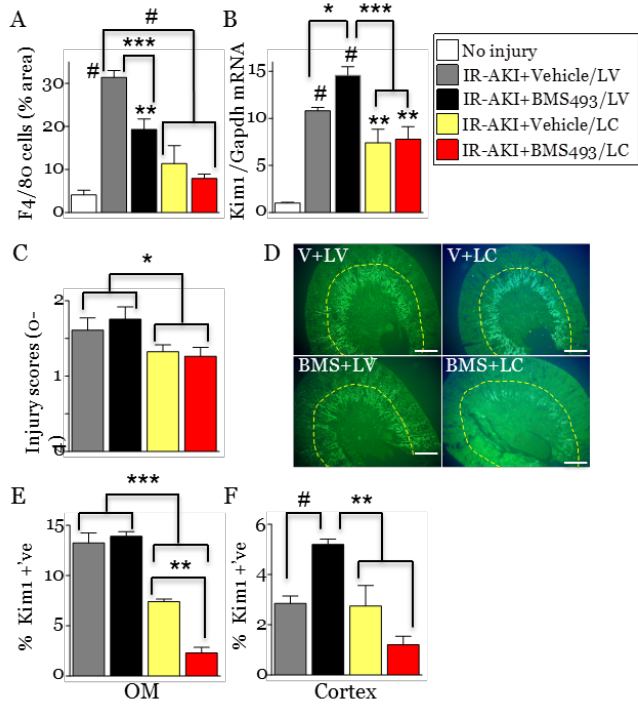 A
#
***
#
**
F4/80 cells (% area)
30
20
10
0
B
*
***
#
#
**
**
Kim1 /Gapdh mRNA
15
10
5
0
No injury
IR-AKI+Vehicle/LV
IR-AKI+BMS493/LV
IR-AKI+Vehicle/LC
IR-AKI+BMS493/LC
C
*
Injury scores (0-
4)
2
1
0
D
V+LV
V+LC
BMS+LV
BMS+LC
E
***
**
% Kim1 +’ve
15
10
5
0
OM
F
#
**
% Kim1 +’ve
6
4
2
0
Cortex